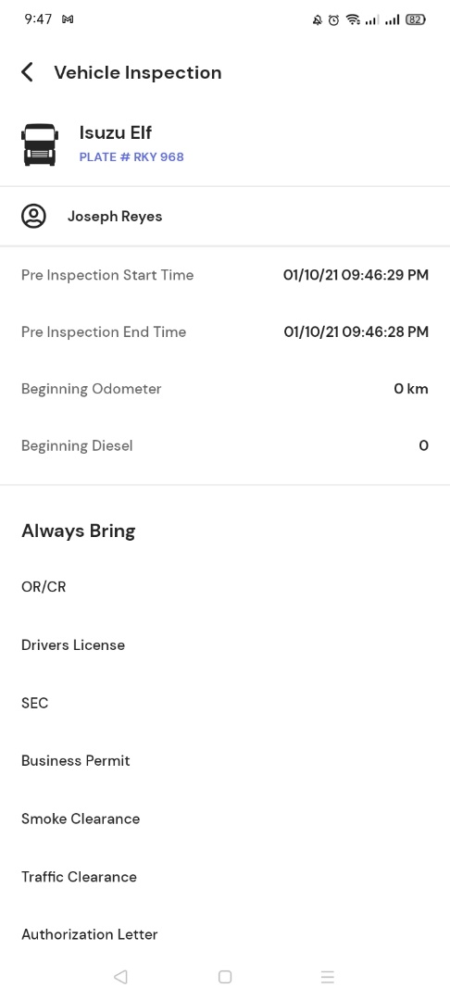 9:47
82
Vehicle Inspection
Isuzu Elf
PLATE # RKY 968
Joseph Reyes
Pre Inspection Start Time 01/10/21 09:46:29 PM
Pre Inspection End Time 01/10/21 09:46:28 PM
Beginning Odometer 0 km
Beginning Diesel 0
Always Bring
OR/CR
Drivers License
SEC
Business Permit
Smoke Clearance
Traffic Clearance
Authorization Letter